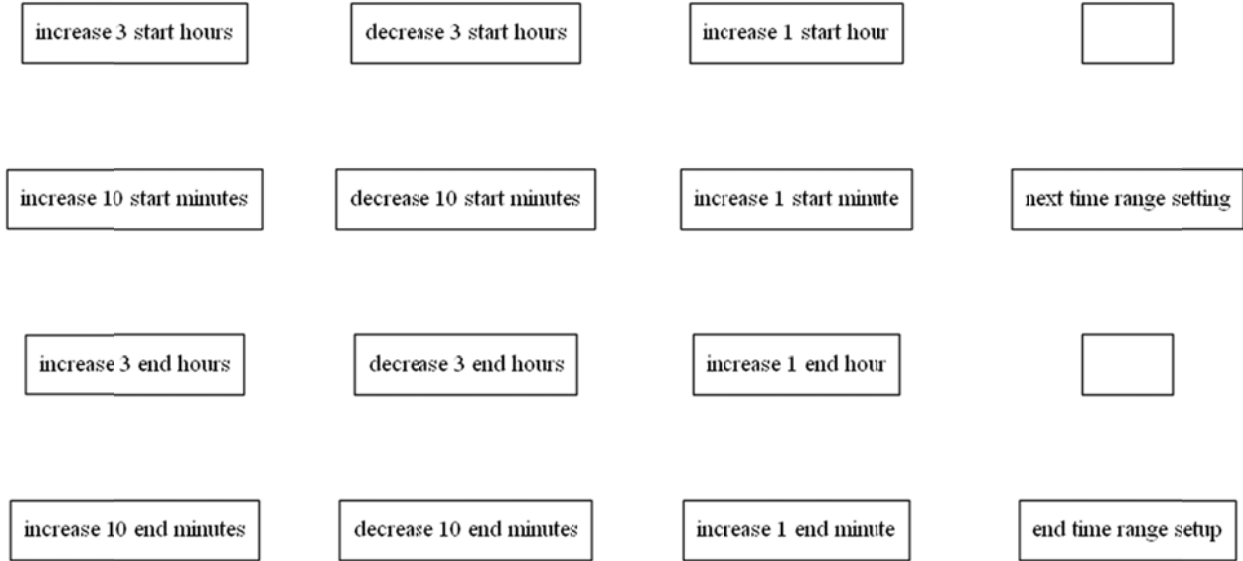 increase 3 start hours
decrease 3 start hours
increase 1 start hour
increase 10 start minutes
decrease 10 start minutes
increase 1 start minute
next time range setting
increase 3 end hours
decrease 3 end hours
increase 1 end hour
increase 10 end minutes
decrease 10 end minutes
increase 1 end minute
end time range setup